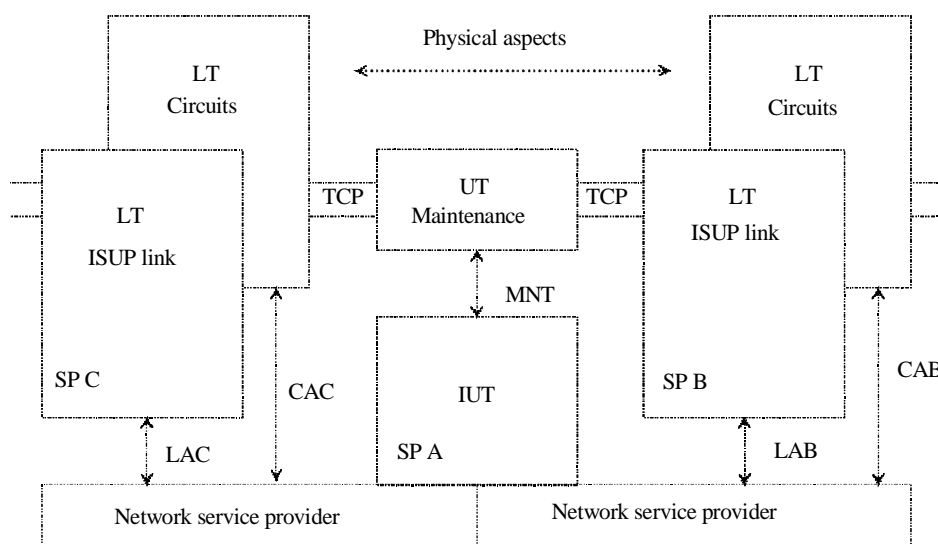 Physical aspects
LT
Circuits
LT
Circuits
TCP
UT
Maintenance
TCP
LT
ISUP link
LT
ISUP link
MNT
SP C
CAC
IUT
SP B
CAB
LAC
SP A
LAB
Network service provider
Network service provider